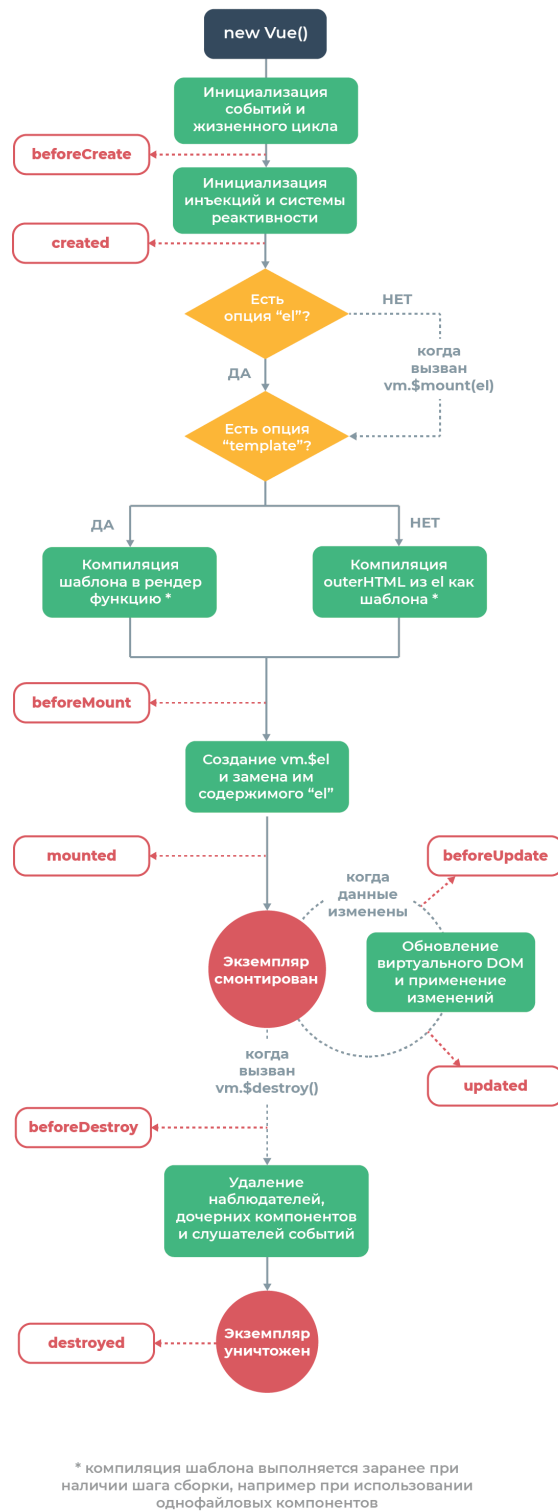 new Vue()
Инициализация
событий и
жизненного цикла
beforeCreate
Инициализация
инъекций и системы
реактивности
created
Есть
опция “el”?
НЕТ
когда
вызван
vm.$mount(el)
ДА
Есть опция
“template”?
ДА
НЕТ
Компиляция
шаблона в рендер
функцию *
Компиляция
outerHTML из el как
шаблона *
beforeMount
Создание vm.$el
и замена им
содержимого “el”
mounted
beforeUpdate
когда
данные
изменены
Экземпляр
смонтирован
Обновление
виртуального DOM
и применение
изменений
когда
вызван
vm.$destroy()
updated
beforeDestroy
Удаление
наблюдателей,
дочерних компонентов
и слушателей событий
destroyed
Экземпляр
уничтожен
* компиляция шаблона выполняется заранее при
наличии шага сборки, например при использовании
однофайловых компонентов